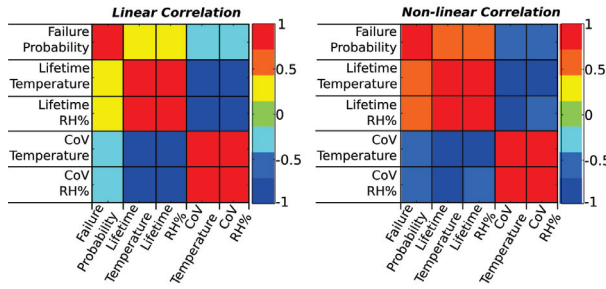 Linear Correlation
Failure
Probability
Lifetime
Temperature
Lifetime
RH%
CoV
Temperature
CoV
RH%
1
0.5
0
-0.5
-1
Failure
Probability
Lifetime
Temperature
Lifetime
RH%
CoV
Temperature
CoV
RH%
Non-linear Correlation
Failure
Probability
Lifetime
Temperature
Lifetime
RH%
CoV
Temperature
CoV
RH%
1
0.5
0
-0.5
-1
Failure
Probability
Lifetime
Temperature
Lifetime
RH%
CoV
Temperature
CoV
RH%